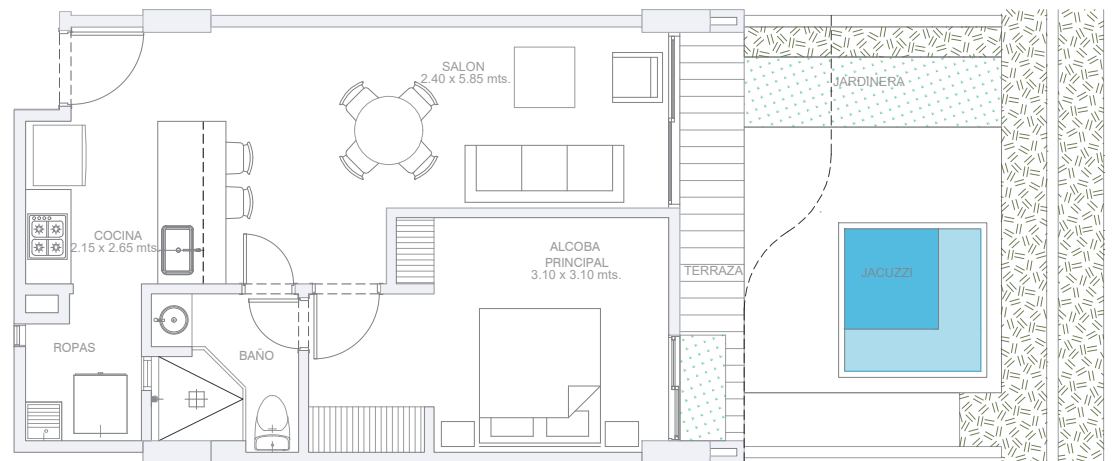 SALON
2.40 x 5.85 mts.
JARDINERA
COCINA
2.15 x 2.65 mts.
ALCOBA
PRINCIPAL
3.10 x 3.10 mts.
TERRAZA
JACUZZI
ROPAS
BAÑO